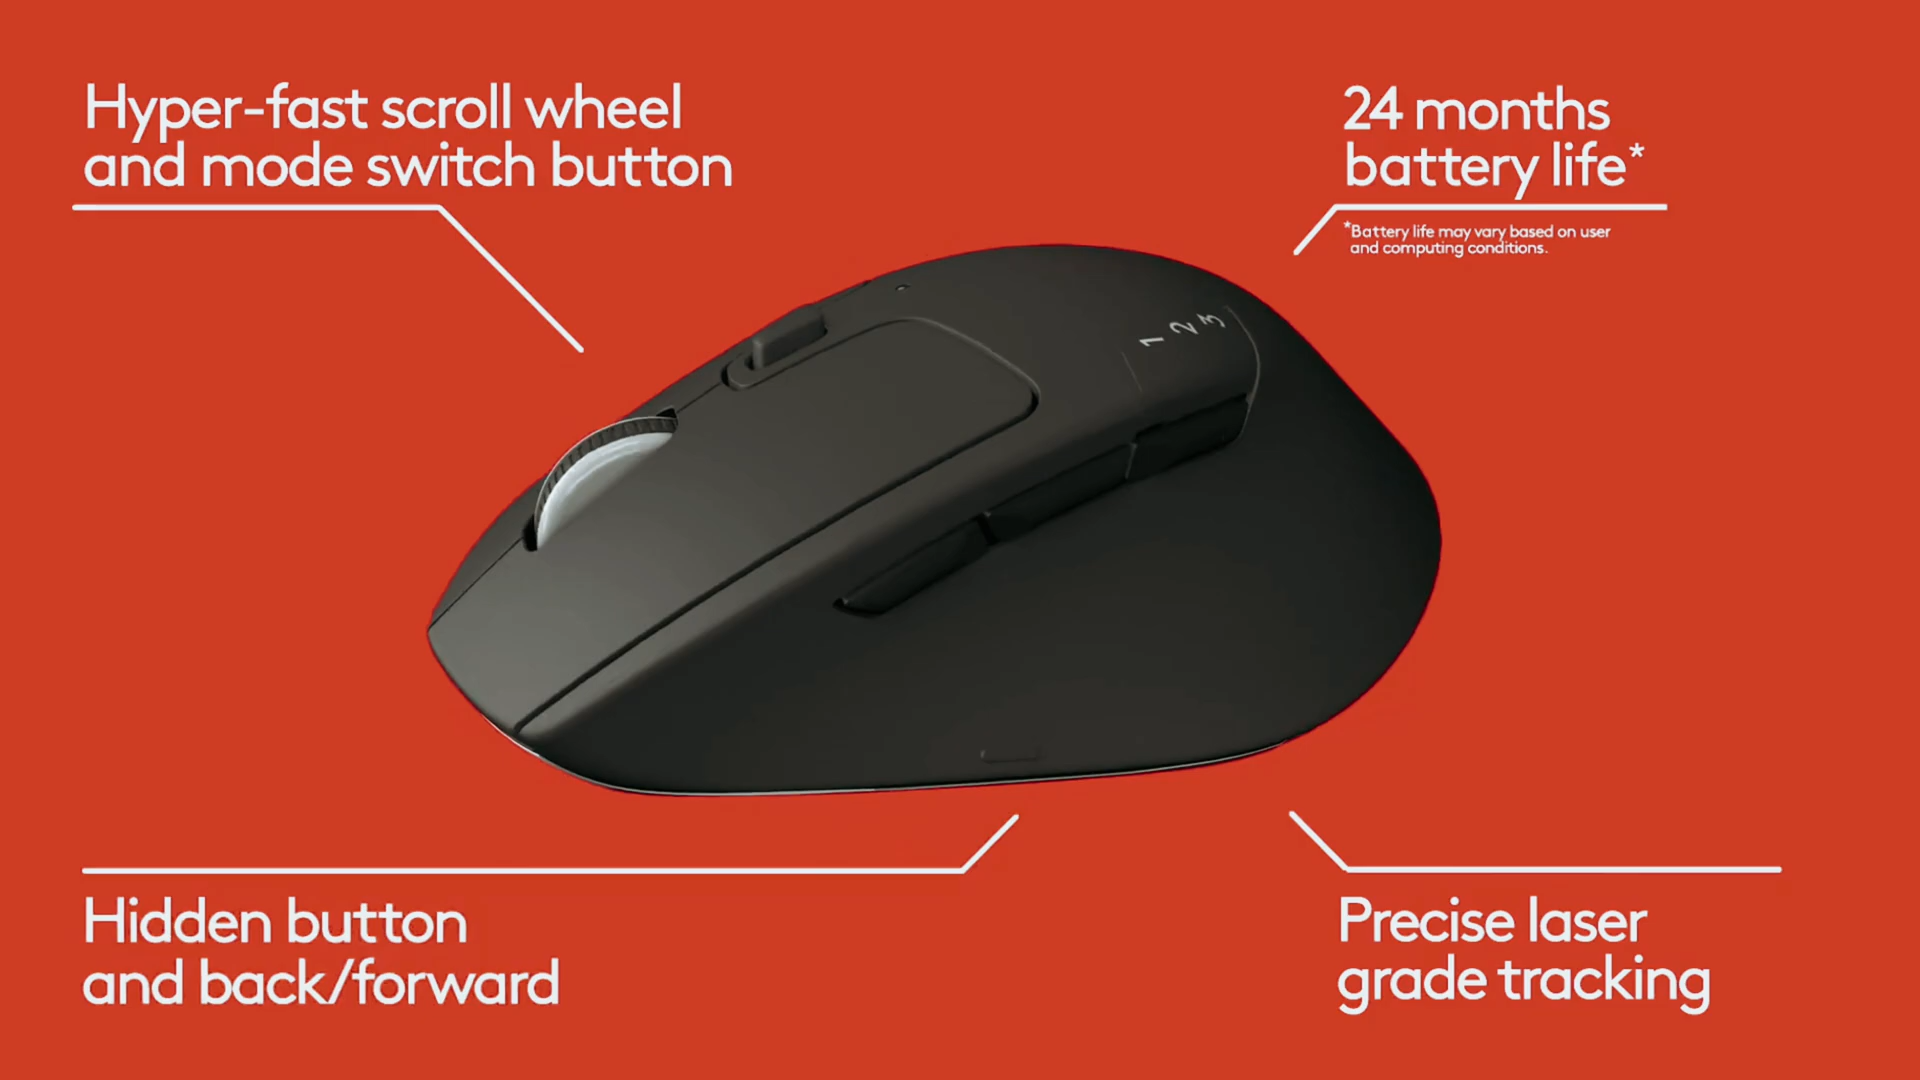 Hyper-fast scroll wheel
and mode switch button
24 months
battery life*
*Battery life may vary based on user
and computing conditions.
1 2 3
Hidden button
and back/forward
Precise laser
grade tracking